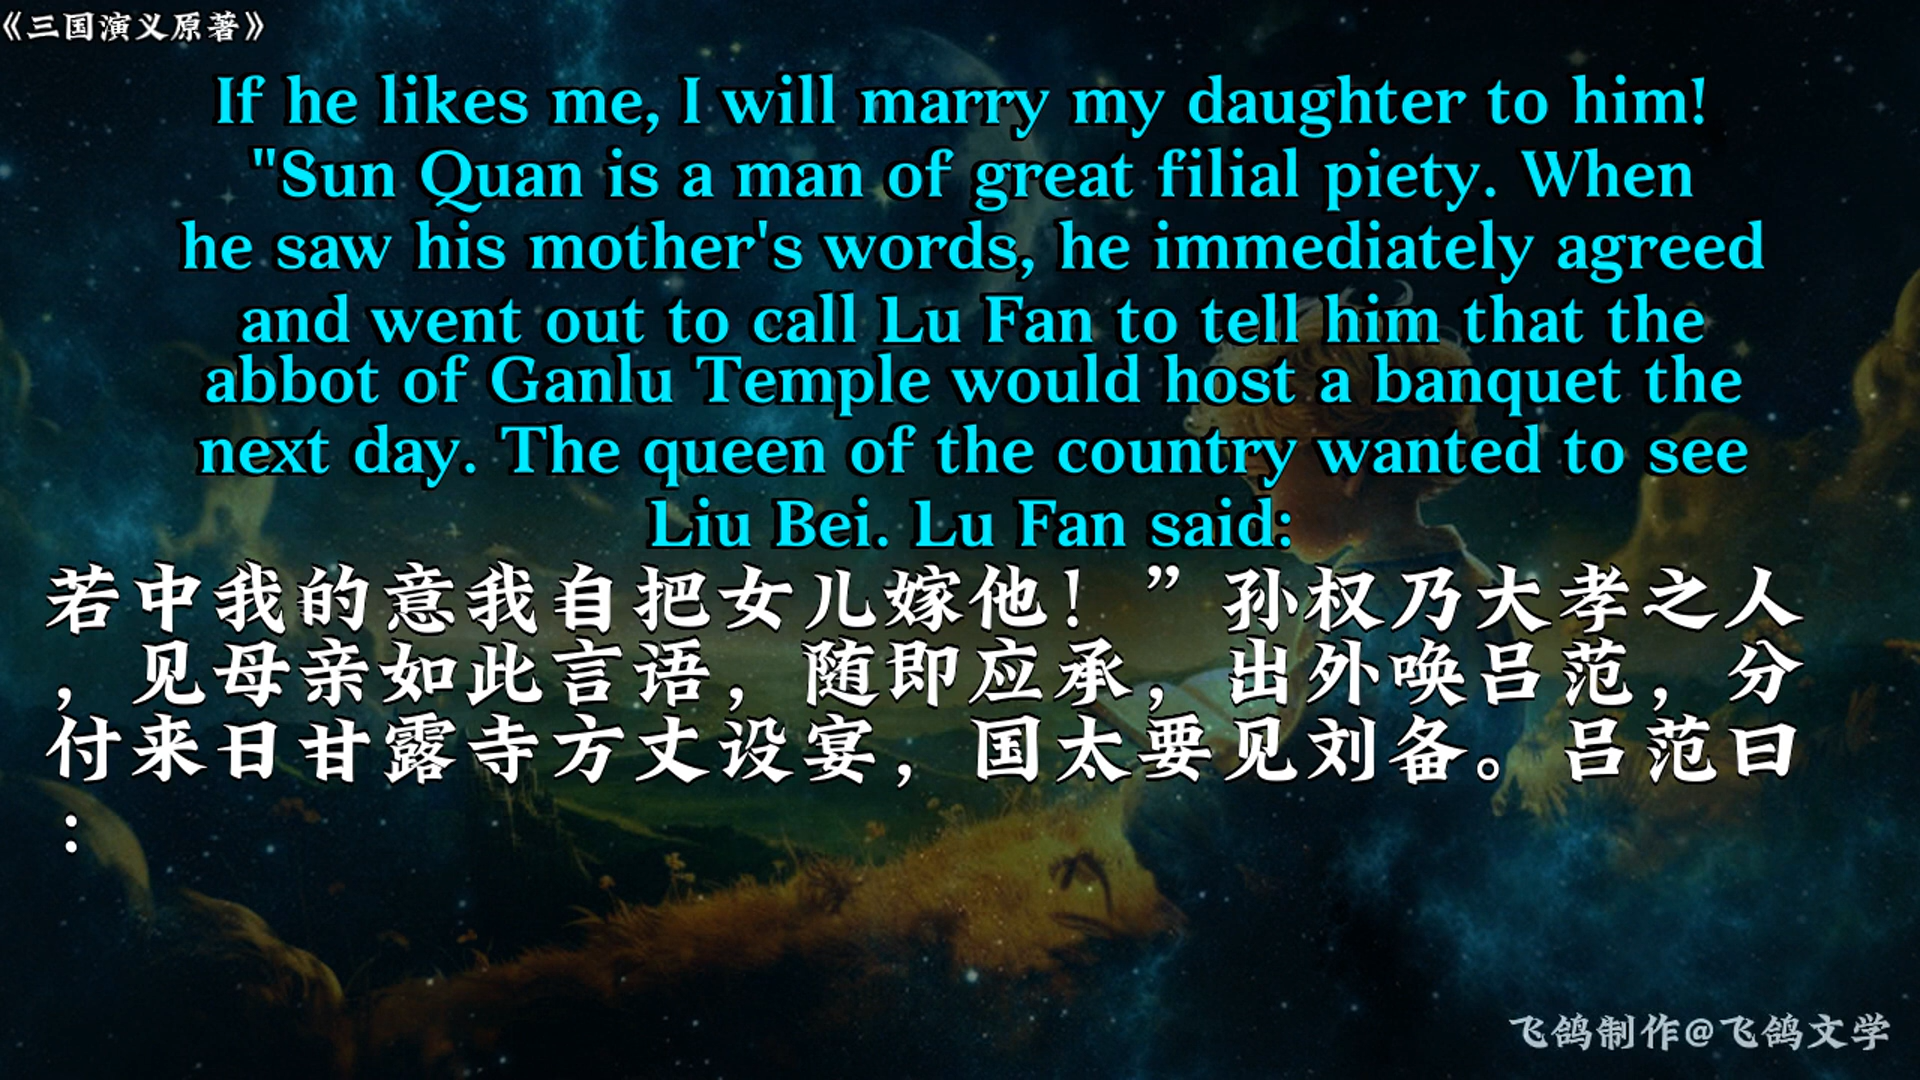 《三国演义原著》
If he likes me, I will marry my daughter to him!
"Sun Quan is a man of great filial piety. When
he saw his mother's words, he immediately agreed
and went out to call Lu Fan to tell him that the
abbot of Ganlu Temple would host a banquet the
next day. The queen of the country wanted to see
Liu Bei. Lu Fan said:
若中我的意我自把女儿嫁他！”孙权乃大孝之人
，见母亲如此言语，随即应承，出外唤吕范，分
付来日甘露寺方丈设宴，国太要见刘备。吕范曰
：
飞鸽制作@飞鸽文学